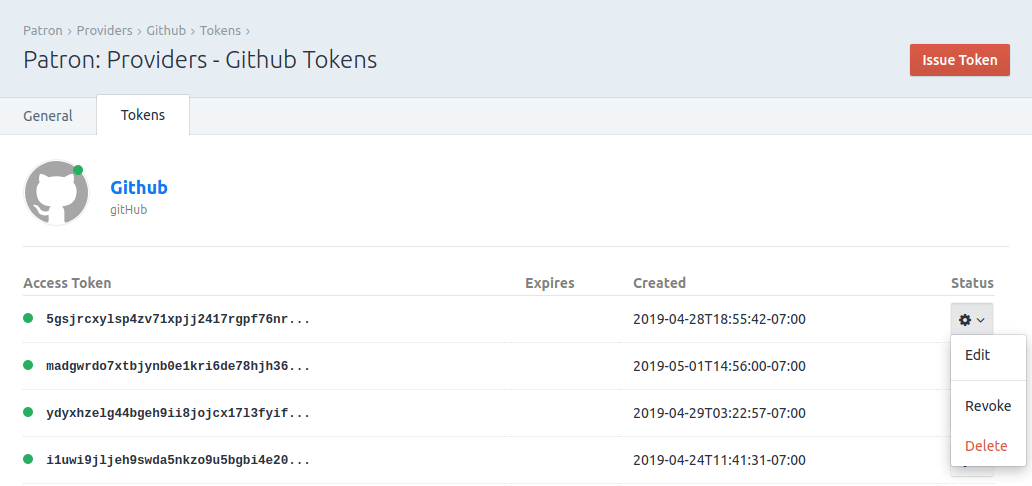 Patron › Providers › Github › Tokens ›
Patron: Providers - Github Tokens
Issue Token
General
Tokens
Github
gitHub
Access Token Expires Created Status
5gsjrcxylsp4zv71xpjj2417rgpf76nr... 2019-04-28T18:55:42-07:00
madgwrdo7xtbjynb0e1kri6de78hjh36... 2019-05-01T14:56:00-07:00
ydyxhzelg44bgeh9ii8jojcx17l3fyif... 2019-04-29T03:22:57-07:00
i1uwi9jljeh9swda5nkzo9u5bgbi4e20... 2019-04-24T11:41:31-07:00
Edit
Revoke
Delete